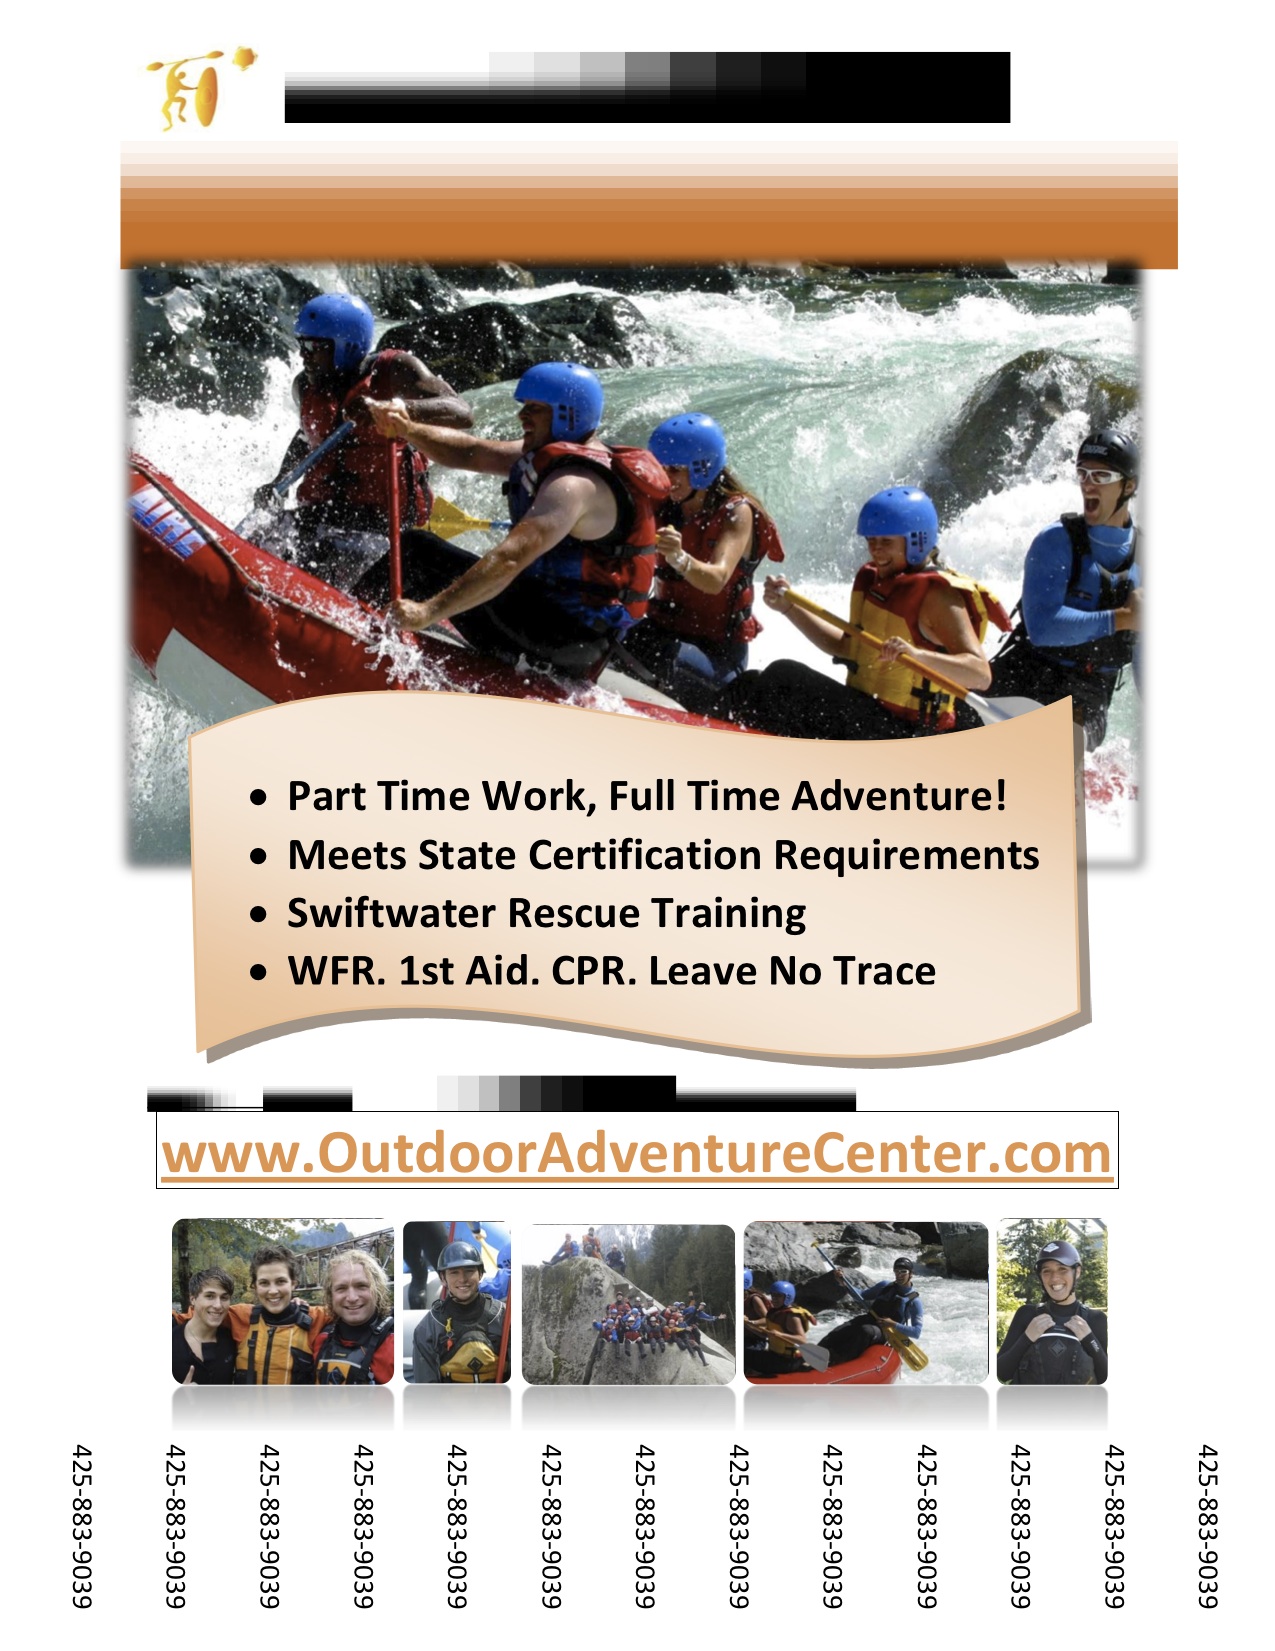 • Part Time Work, Full Time Adventure!
• Meets State Certification Requirements
• Swiftwater Rescue Training
• WFR, 1st Aid, CPR, Leave No Trace
www.OutdoorAdventureCenter.com
425-883-9039
425-883-9039
425-883-9039
425-883-9039
425-883-9039
425-883-9039
425-883-9039
425-883-9039
425-883-9039
425-883-9039
425-883-9039
425-883-9039
425-883-9039